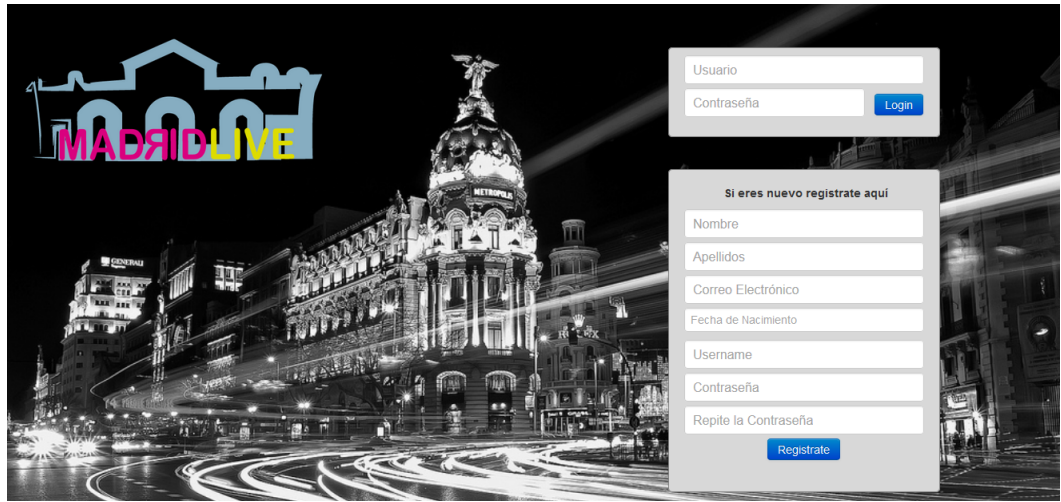 MADRIDLIVE
METROPOLIS
GENERALI
ROLEX
Usuario
Contraseña
Login
Si eres nuevo registrate aquí
Nombre
Apellidos
Correo Electrónico
Fecha de Nacimiento
Username
Contraseña
Repite la Contraseña
Registrate